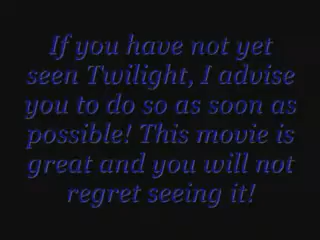 If you have not yet
seen Twilight, I advise
you to do so as soon as
possible! This movie is
great and you will not
regret seeing it!